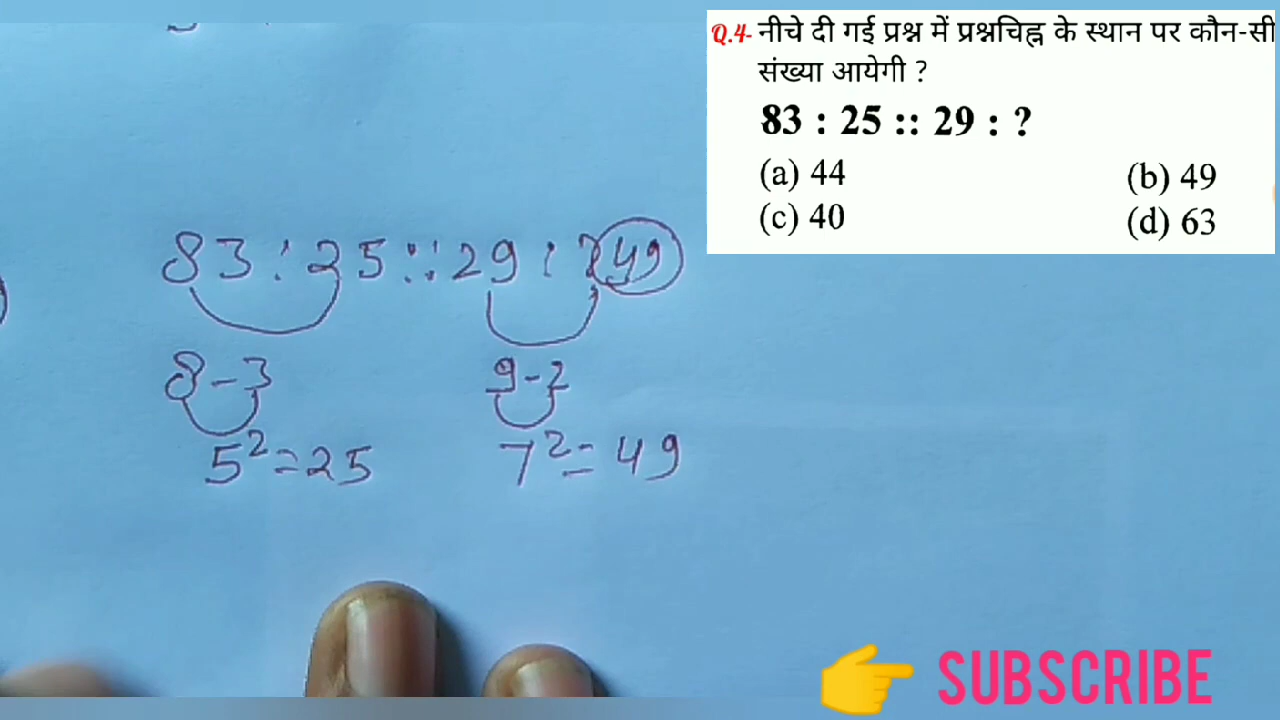 Q.4- नीचे दी गई प्रश्न में प्रश्नचिह्न के स्थान पर कौन-सी
संख्या आयेगी ?
83 : 25 :: 29 : ?
(a) 44 (b) 49
(c) 40 (d) 63
83 : 25 :: 29 : ? 49
8-3 9-2
5²=25 7²=49
SUBSCRIBE